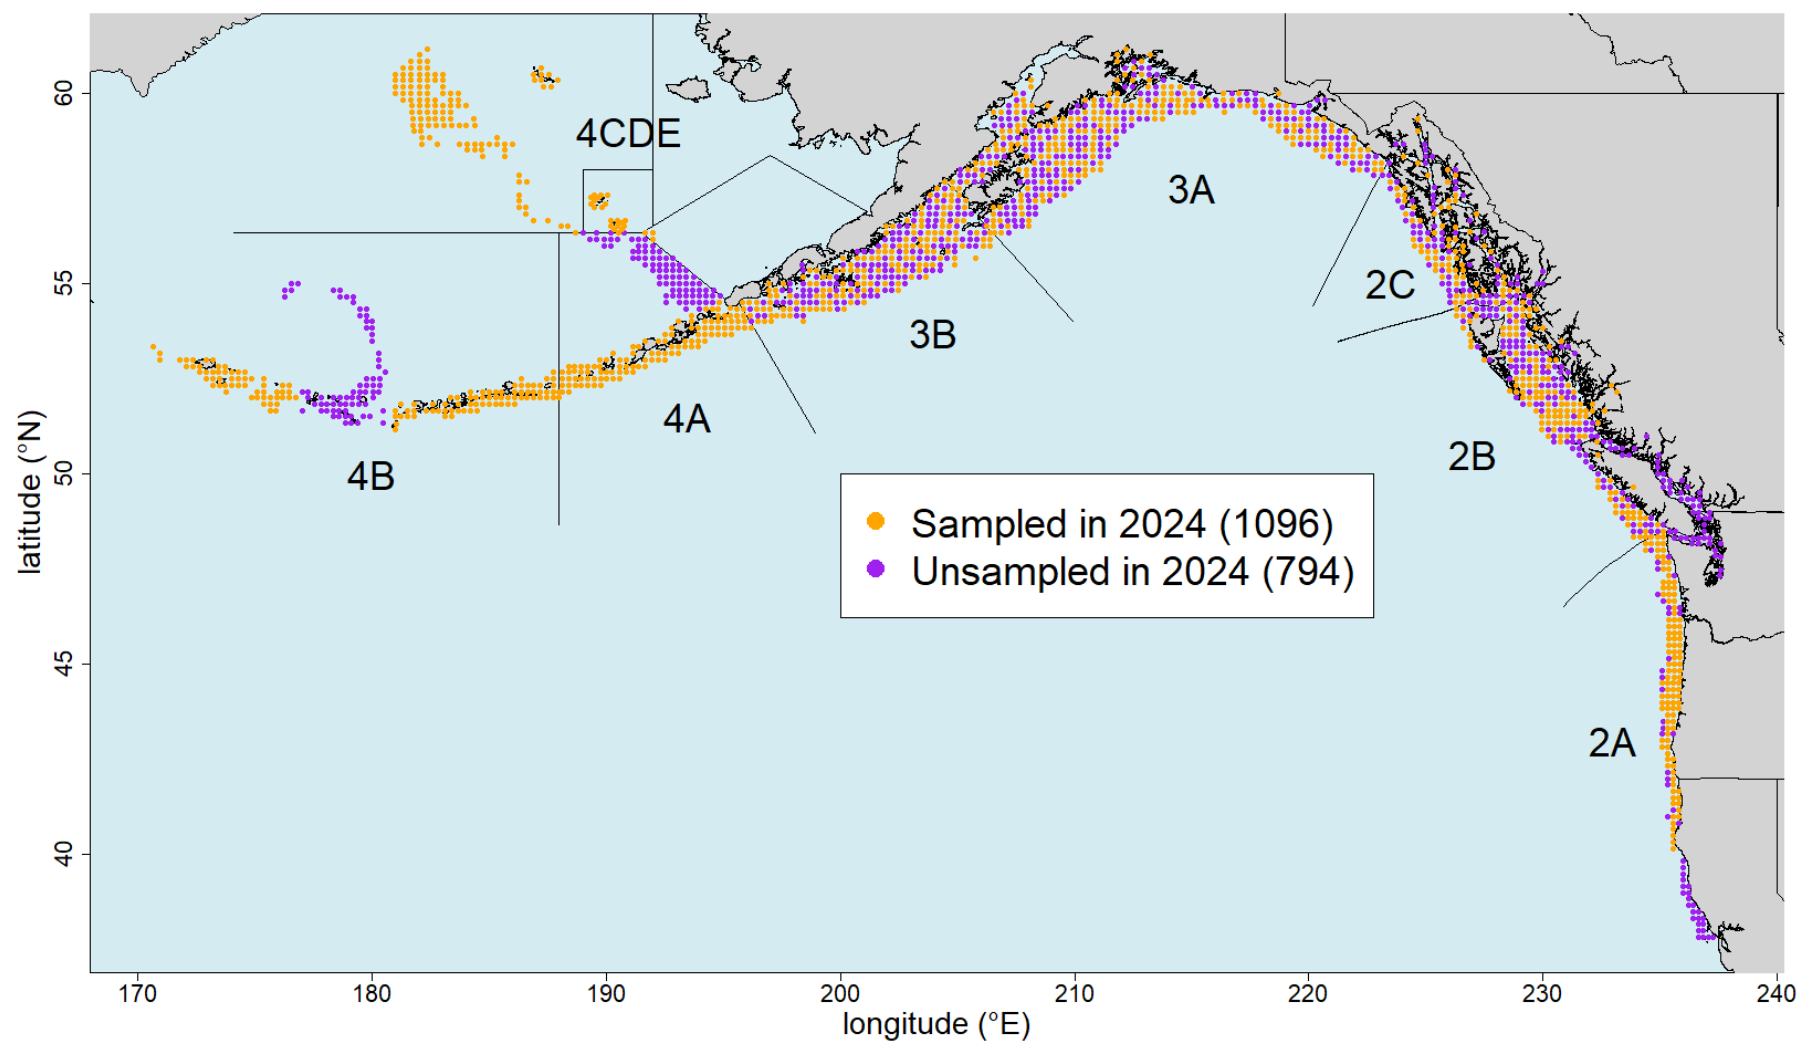 60
55
50
45
40
latitude (°N)
4CDE
3A
2C
3B
4A
2B
4B
Sampled in 2024 (1096)
Unsampled in 2024 (794)
2A
170
180
190
200
210
220
230
240
longitude (°E)